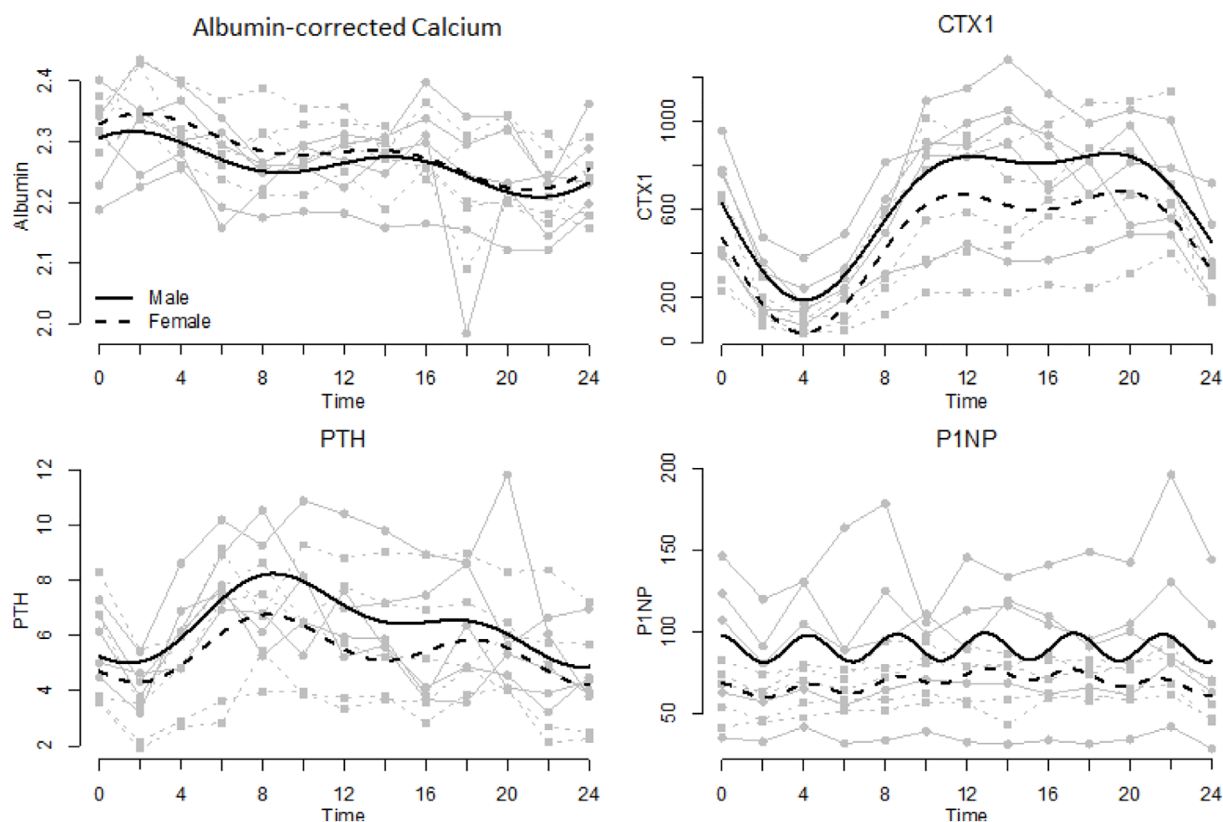 Albumin-corrected Calcium
Albumin
2.4
2.3
2.2
2.1
2.0
Male
Female
0 4 8 12 16 20 24
Time
CTX1
CTX1
1000
600
200
0
0 4 8 12 16 20 24
Time
PTH
PTH
12
10
8
6
4
2
0 4 8 12 16 20 24
Time
P1NP
P1NP
200
150
100
50
0 4 8 12 16 20 24
Time